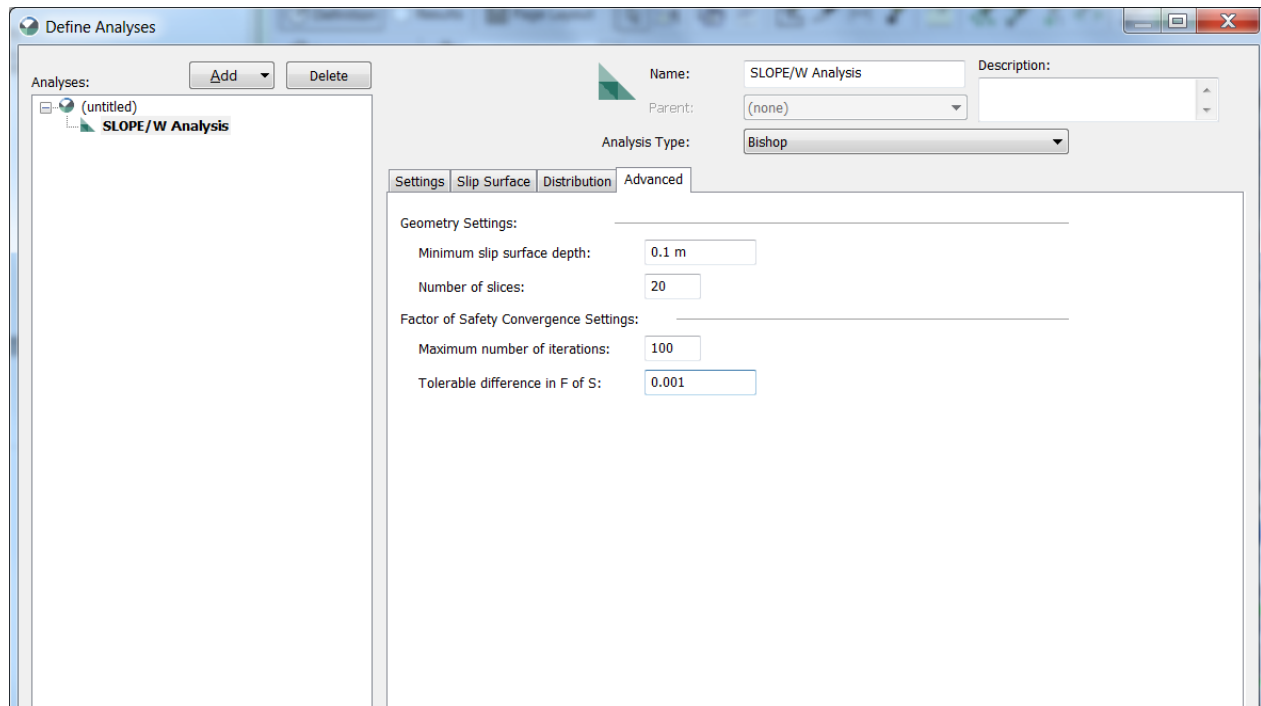 Define Analyses
Analyses:
Add
Delete
(untitled)
SLOPE/W Analysis
Name:
SLOPE/W Analysis
Description:
Parent:
(none)
Analysis Type:
Bishop
Settings
Slip Surface
Distribution
Advanced
Geometry Settings:
Minimum slip surface depth:
0.1 m
Number of slices:
20
Factor of Safety Convergence Settings:
Maximum number of iterations:
100
Tolerable difference in F of S:
0.001